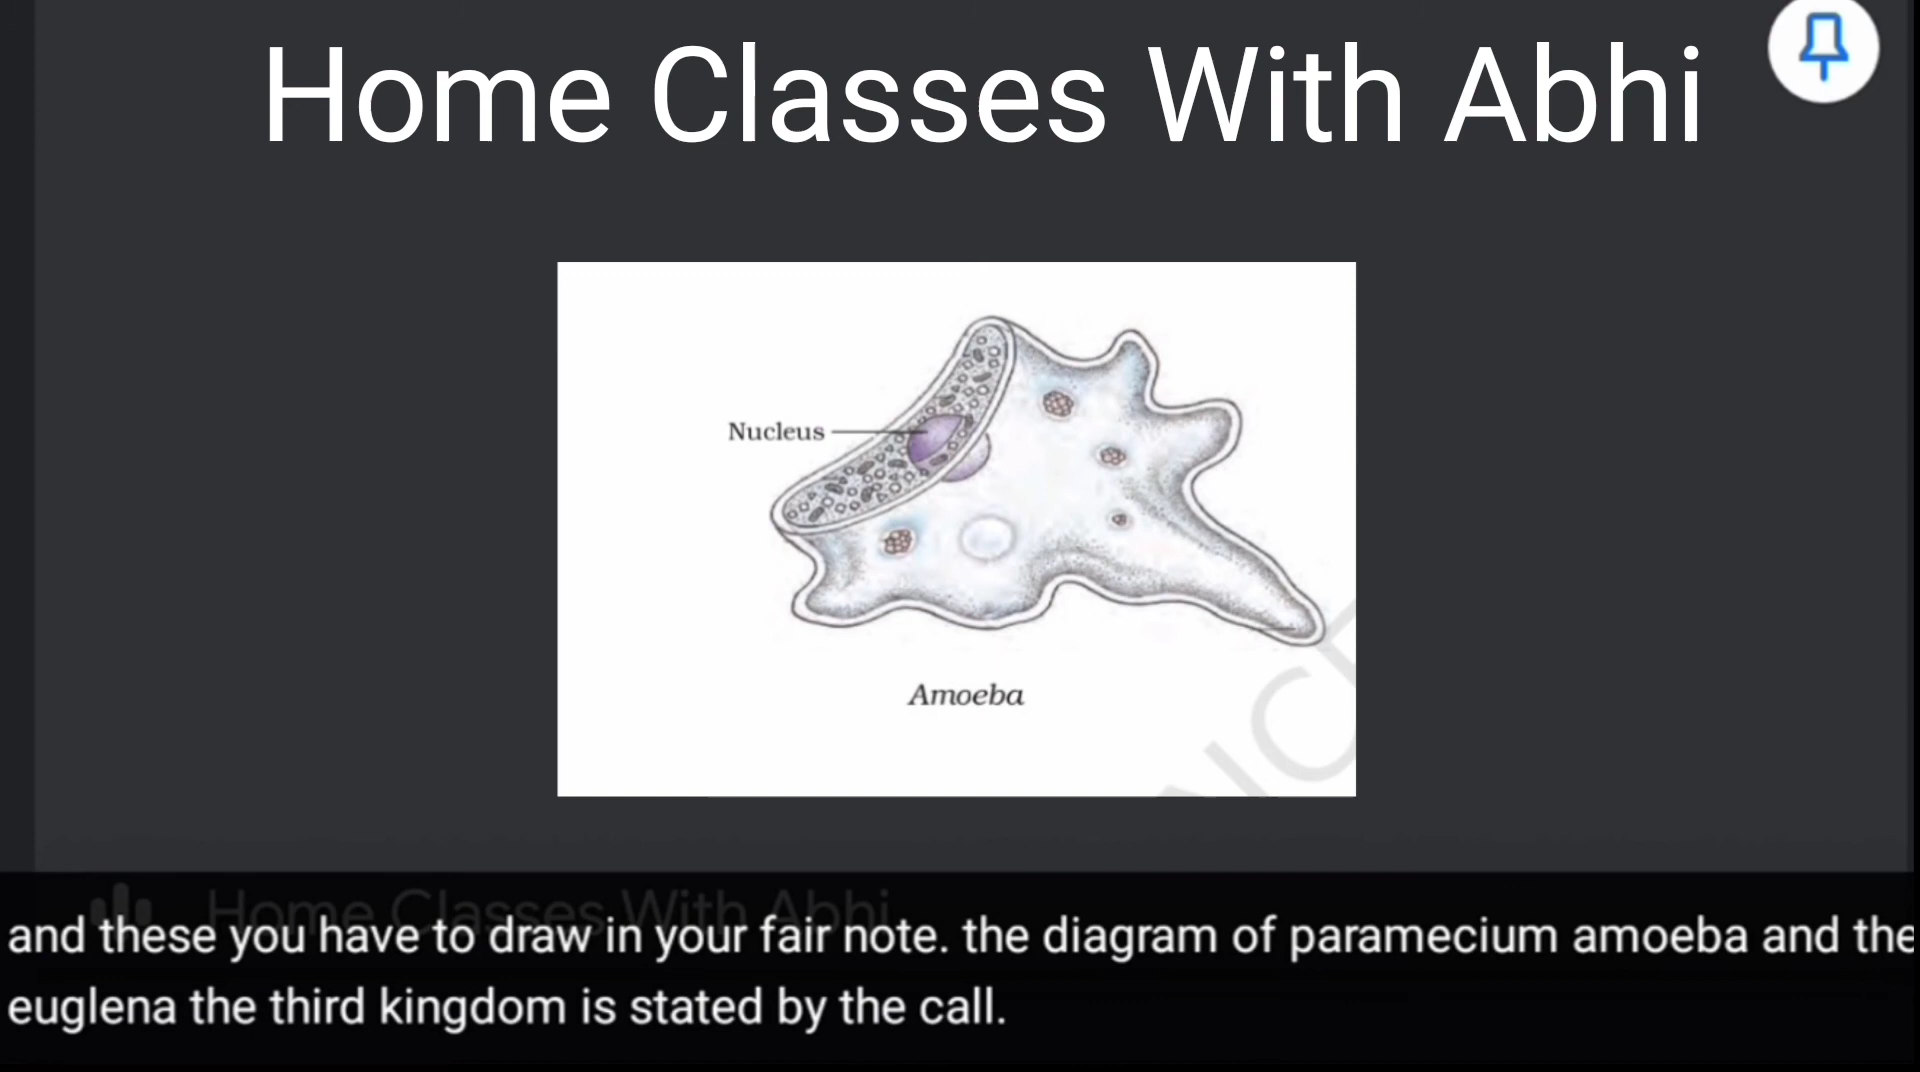 Home Classes With Abhi
Nucleus
Amoeba
NCE
Home Classes With Abhi
and these you have to draw in your fair note. the diagram of paramecium amoeba and the
euglena the third kingdom is stated by the call.